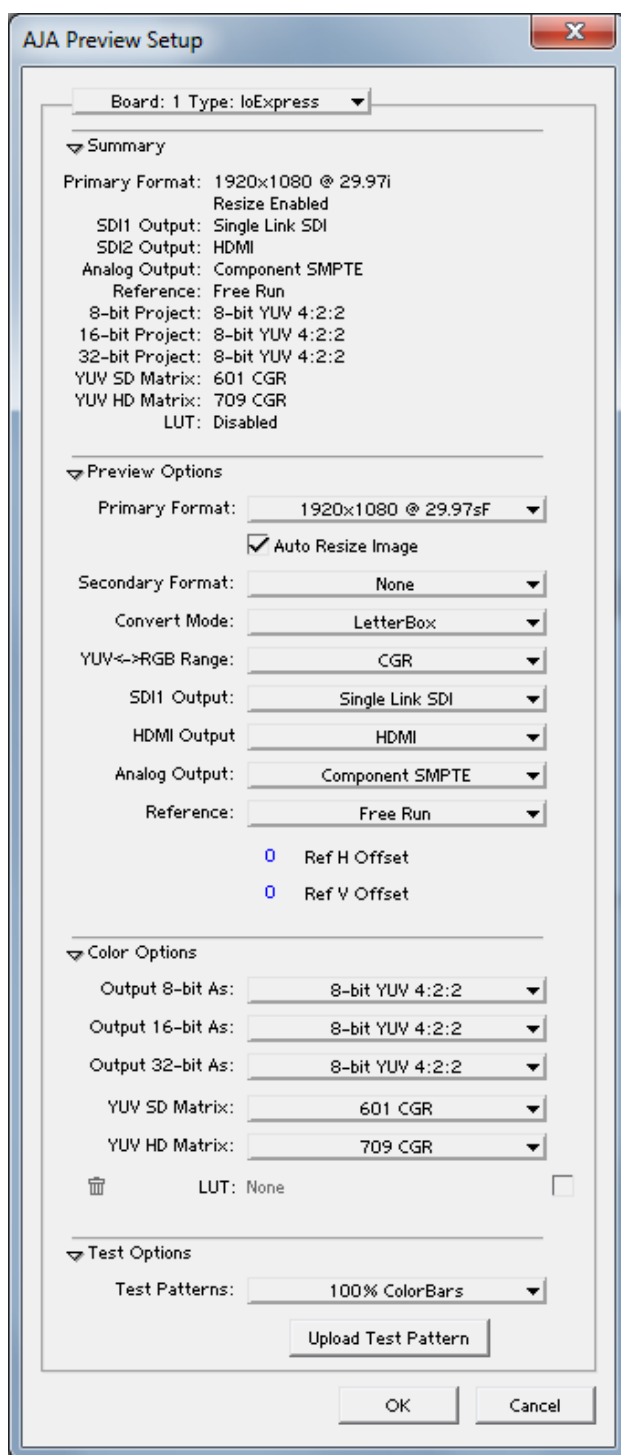 AJA Preview Setup
Board: 1 Type: IoExpress
Summary
Primary Format: 1920x1080 @ 29.97i
Resize Enabled
SDI1 Output: Single Link SDI
SDI2 Output: HDMI
Analog Output: Component SMPTE
Reference: Free Run
8-bit Project: 8-bit YUV 4:2:2
16-bit Project: 8-bit YUV 4:2:2
32-bit Project: 8-bit YUV 4:2:2
YUV SD Matrix: 601 CGR
YUV HD Matrix: 709 CGR
LUT: Disabled
Preview Options
Primary Format: 1920x1080 @ 29.97sF
Auto Resize Image
Secondary Format: None
Convert Mode: LetterBox
YUV<->RGB Range: CGR
SDI1 Output: Single Link SDI
HDMI Output HDMI
Analog Output: Component SMPTE
Reference: Free Run
0 Ref H Offset
0 Ref V Offset
Color Options
Output 8-bit As: 8-bit YUV 4:2:2
Output 16-bit As: 8-bit YUV 4:2:2
Output 32-bit As: 8-bit YUV 4:2:2
YUV SD Matrix: 601 CGR
YUV HD Matrix: 709 CGR
LUT: None
Test Options
Test Patterns: 100% ColorBars
Upload Test Pattern
OK Cancel